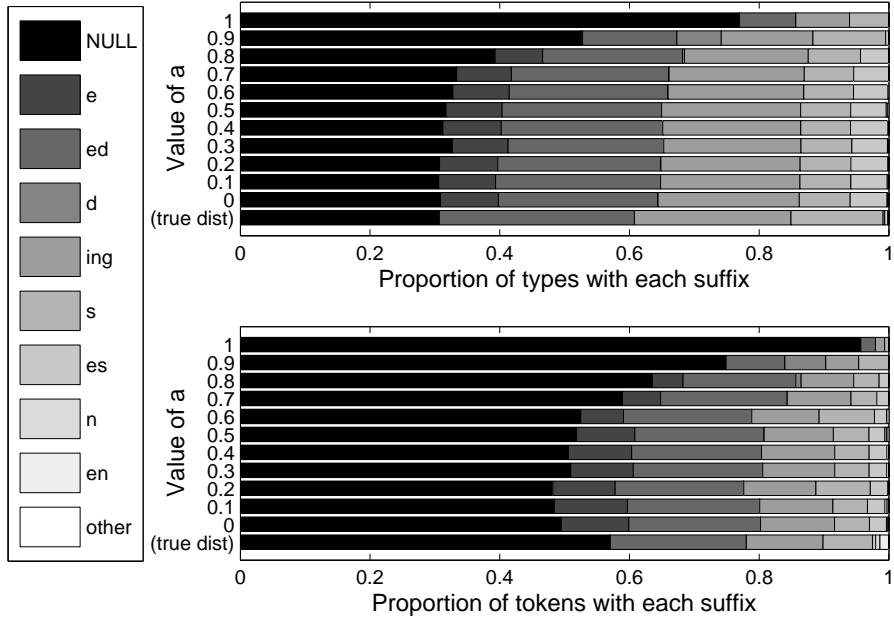 NULL
e
ed
d
ing
s
es
n
en
other
Value of a
1
0.9
0.8
0.7
0.6
0.5
0.4
0.3
0.2
0.1
0
(true dist)
0 0.2 0.4 0.6 0.8 1
Proportion of types with each suffix
Value of a
1
0.9
0.8
0.7
0.6
0.5
0.4
0.3
0.2
0.1
0
(true dist)
0 0.2 0.4 0.6 0.8 1
Proportion of tokens with each suffix